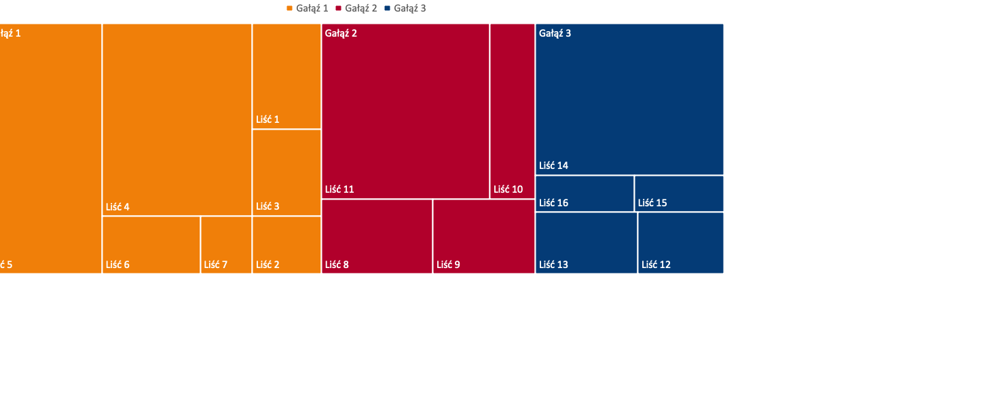 Gałąź 1 Gałąź 2 Gałąź 3
łąź 1
Gałąź 2
Gałąź 3
Liść 1
Liść 14
Liść 11
Liść 10
Liść 16
Liść 15
Liść 4
Liść 3
ć 5
Liść 6
Liść 7
Liść 2
Liść 8
Liść 9
Liść 13
Liść 12